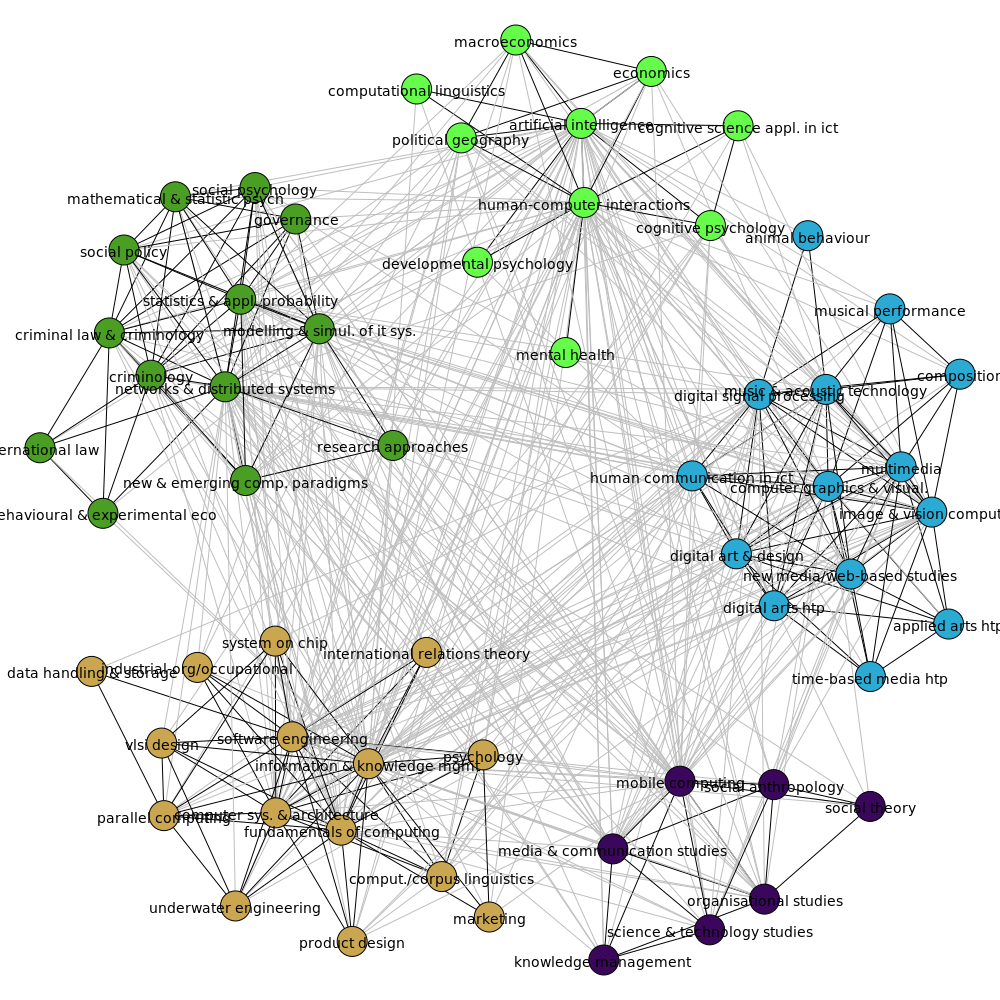 macroeconomics
economics
computational linguistics
artificial intelligence
cognitive science appl. in ict
political geography
social psychology
mathematical & statistic psych
human-computer interactions
governance
cognitive psychology
animal behaviour
social policy
developmental psychology
statistics & appl. probability
musical performance
criminal law & criminology
modelling & simul. of it sys.
mental health
criminology
composition
networks & distributed systems
music & acoustic technology
digital signal processing
ernational law
research approaches
multimedia
human communication in ict
new & emerging comp. paradigms
computer graphics & visual.
ehavioural & experimental eco
image & vision comput
digital art & design
new media/web-based studies
digital arts htp
applied arts htp
system on chip
international relations theory
data handling & storage
industrial org/occupational
time-based media htp
software engineering
vlsi design
psychology
information & knowledge mgmt
mobile computing
social anthropology
social theory
parallel computing
computer sys. & architecture
fundamentals of computing
media & communication studies
comput./corpus linguistics
organisational studies
underwater engineering
marketing
science & technology studies
product design
knowledge management